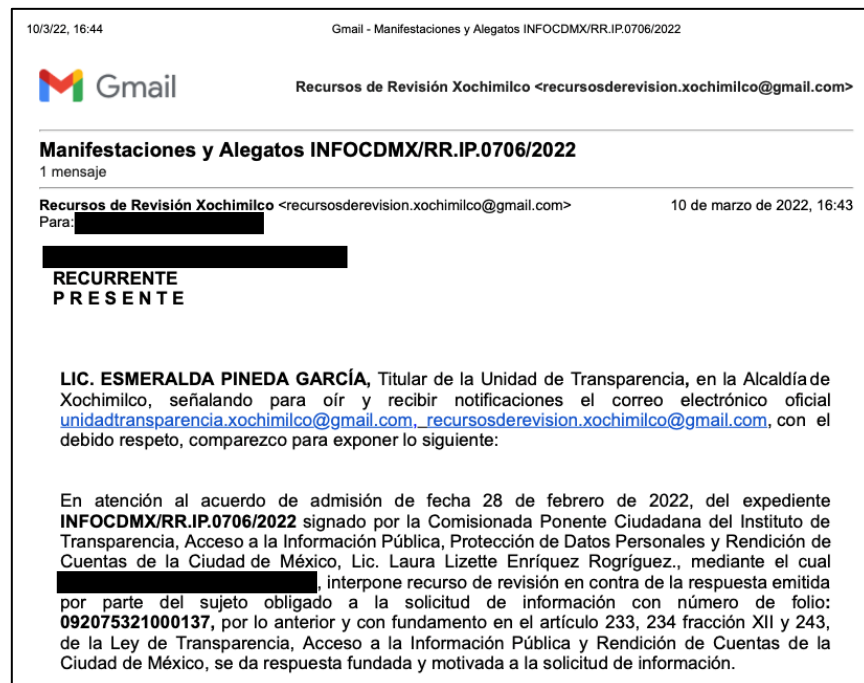 10/3/22, 16:44 Gmail - Manifestaciones y Alegatos INFOCDMX/RR.IP.0706/2022
Gmail Recursos de Revisión Xochimilco <recursosderevision.xochimilco@gmail.com>
Manifestaciones y Alegatos INFOCDMX/RR.IP.0706/2022
1 mensaje
Recursos de Revisión Xochimilco <recursosderevision.xochimilco@gmail.com> 10 de marzo de 2022, 16:43
Para:
RECURRENTE
P R E S E N T E
LIC. ESMERALDA PINEDA GARCÍA, Titular de la Unidad de Transparencia, en la Alcaldía de
Xochimilco, señalando para oír y recibir notificaciones el correo electrónico oficial
unidadtransparencia.xochimilco@gmail.com, recursosderevision.xochimilco@gmail.com, con el
debido respeto, comparezco para exponer lo siguiente:
En atención al acuerdo de admisión de fecha 28 de febrero de 2022, del expediente
INFOCDMX/RR.IP.0706/2022 signado por la Comisionada Ponente Ciudadana del Instituto de
Transparencia, Acceso a la Información Pública, Protección de Datos Personales y Rendición de
Cuentas de la Ciudad de México, Lic. Laura Lizette Enríquez Rogríguez., mediante el cual
, interpone recurso de revisión en contra de la respuesta emitida
por parte del sujeto obligado a la solicitud de información con número de folio:
092075321000137, por lo anterior y con fundamento en el artículo 233, 234 fracción XII y 243,
de la Ley de Transparencia, Acceso a la Información Pública y Rendición de Cuentas de la
Ciudad de México, se da respuesta fundada y motivada a la solicitud de información.